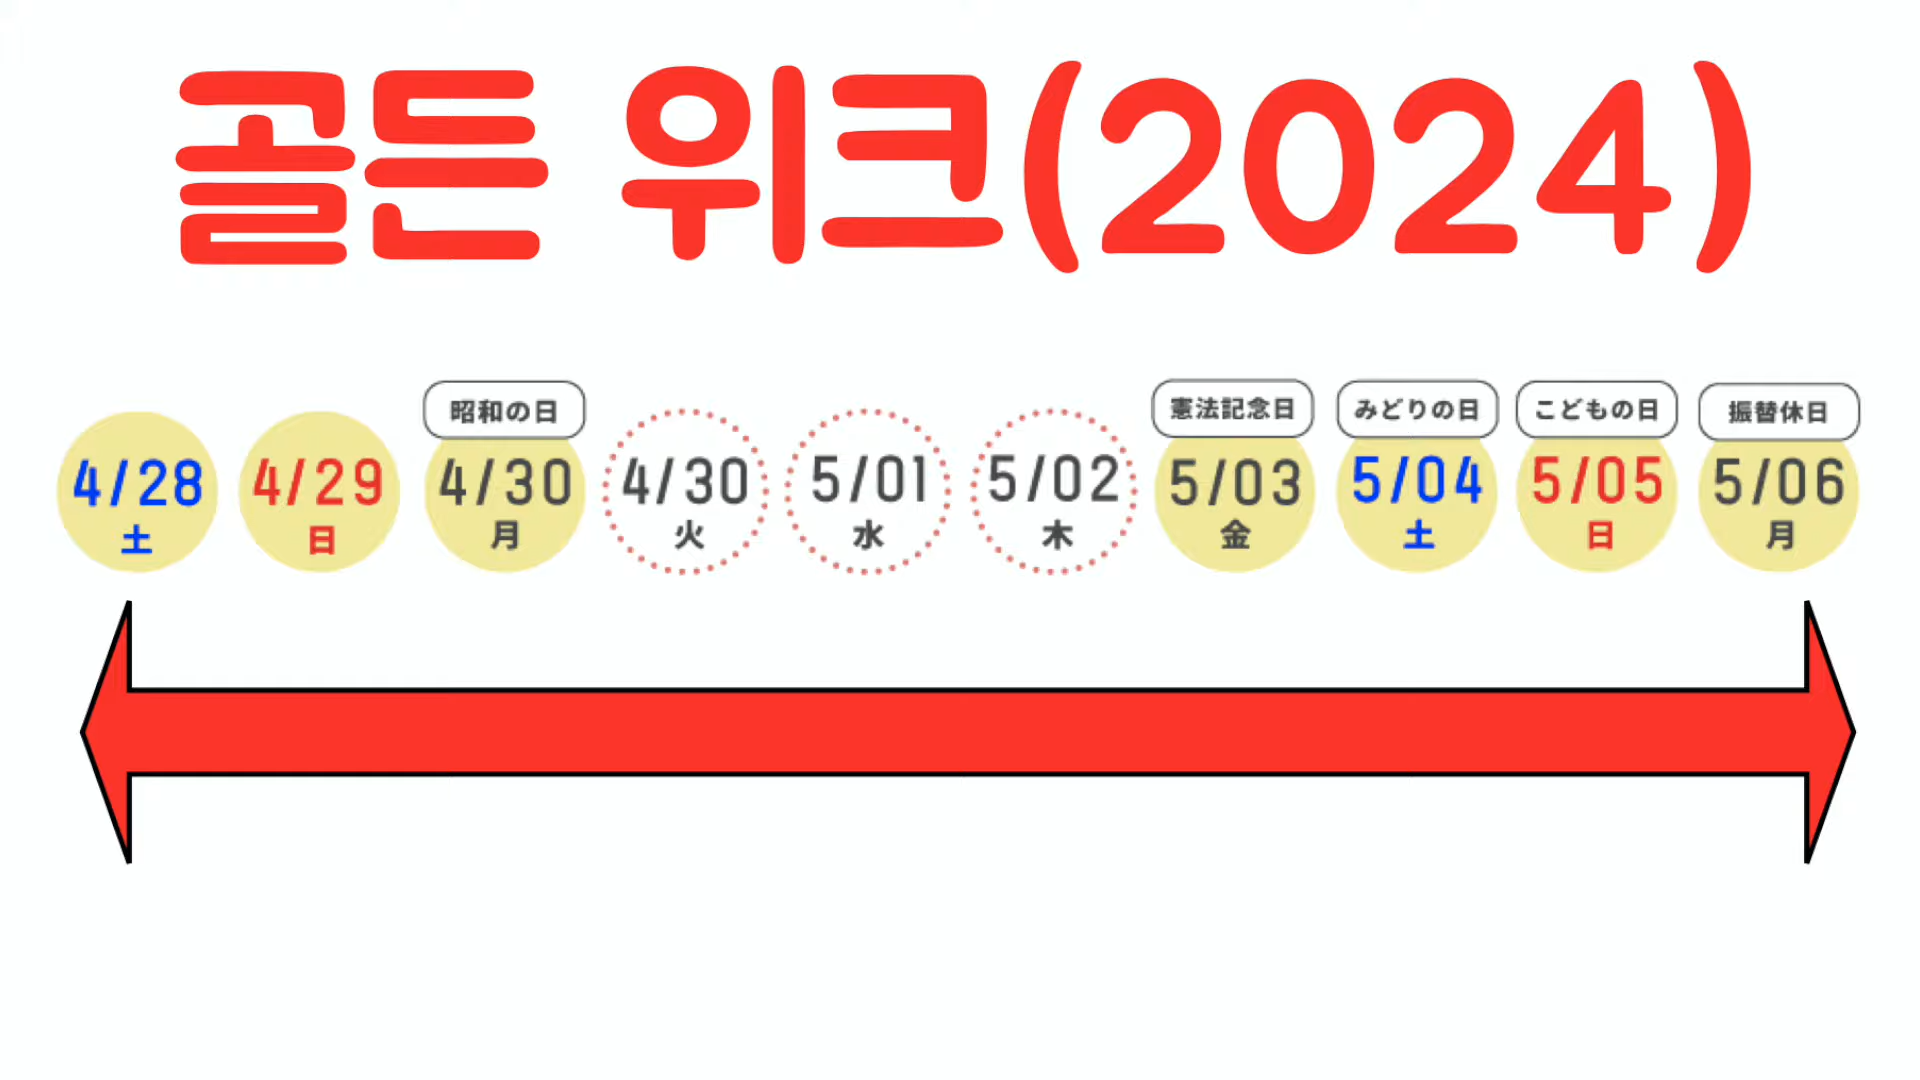 골든 위크(2024)
昭和の日 憲法記念日 みどりの日 こどもの日 振替休日
4/28 4/29 4/30 4/30 5/01 5/02 5/03 5/04 5/05 5/06
土 日 月 火 水 木 金 土 日 月